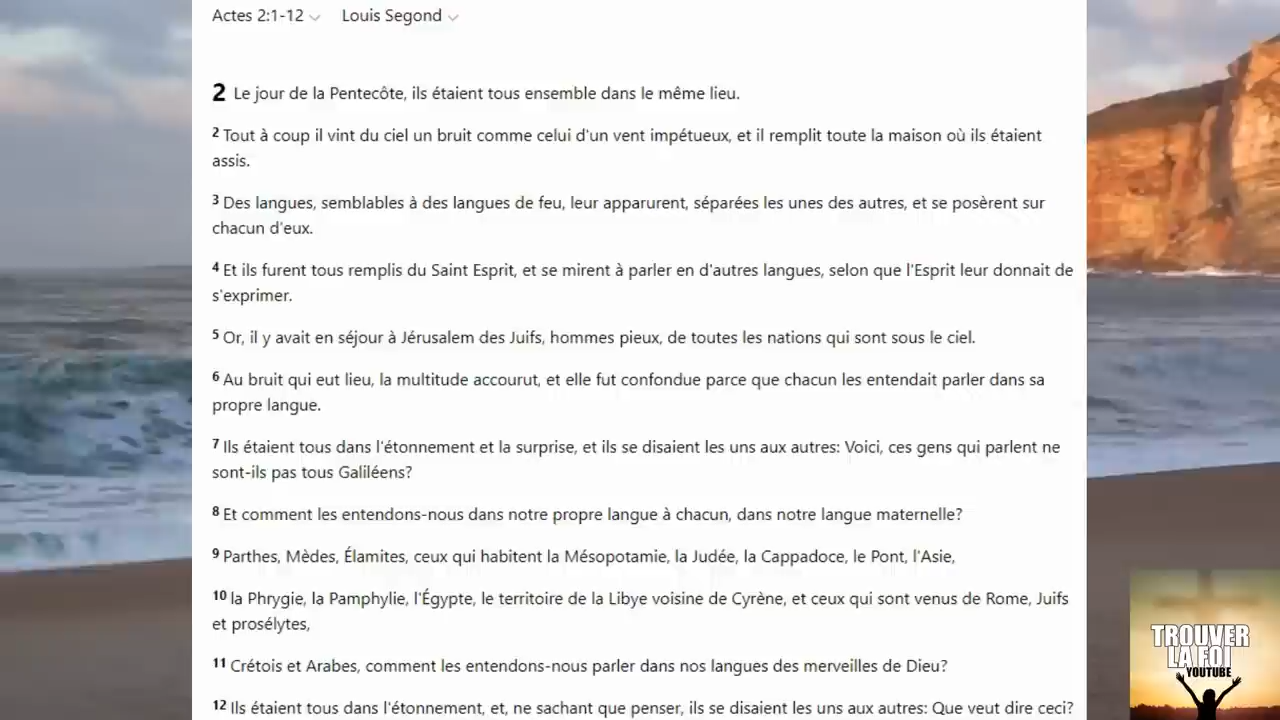 Actes 2:1-12 Louis Segond
2 Le jour de la Pentecôte, ils étaient tous ensemble dans le même lieu.
2 Tout à coup il vint du ciel un bruit comme celui d'un vent impétueux, et il remplit toute la maison où ils étaient
assis.
3 Des langues, semblables à des langues de feu, leur apparurent, séparées les unes des autres, et se posèrent sur
chacun d'eux.
4 Et ils furent tous remplis du Saint Esprit, et se mirent à parler en d'autres langues, selon que l'Esprit leur donnait de
s'exprimer.
5 Or, il y avait en séjour à Jérusalem des Juifs, hommes pieux, de toutes les nations qui sont sous le ciel.
6 Au bruit qui eut lieu, la multitude accourut, et elle fut confondue parce que chacun les entendait parler dans sa
propre langue.
7 Ils étaient tous dans l'étonnement et la surprise, et ils se disaient les uns aux autres: Voici, ces gens qui parlent ne
sont-ils pas tous Galiléens?
8 Et comment les entendons-nous dans notre propre langue à chacun, dans notre langue maternelle?
9 Parthes, Mèdes, Élamites, ceux qui habitent la Mésopotamie, la Judée, la Cappadoce, le Pont, l'Asie,
10 la Phrygie, la Pamphylie, l'Égypte, le territoire de la Libye voisine de Cyrène, et ceux qui sont venus de Rome, Juifs
et prosélytes,
11 Crétois et Arabes, comment les entendons-nous parler dans nos langues des merveilles de Dieu?
12 Ils étaient tous dans l'étonnement, et, ne sachant que penser, ils se disaient les uns aux autres: Que veut dire ceci?
TROUVER
LA FOI
YOUTUBE